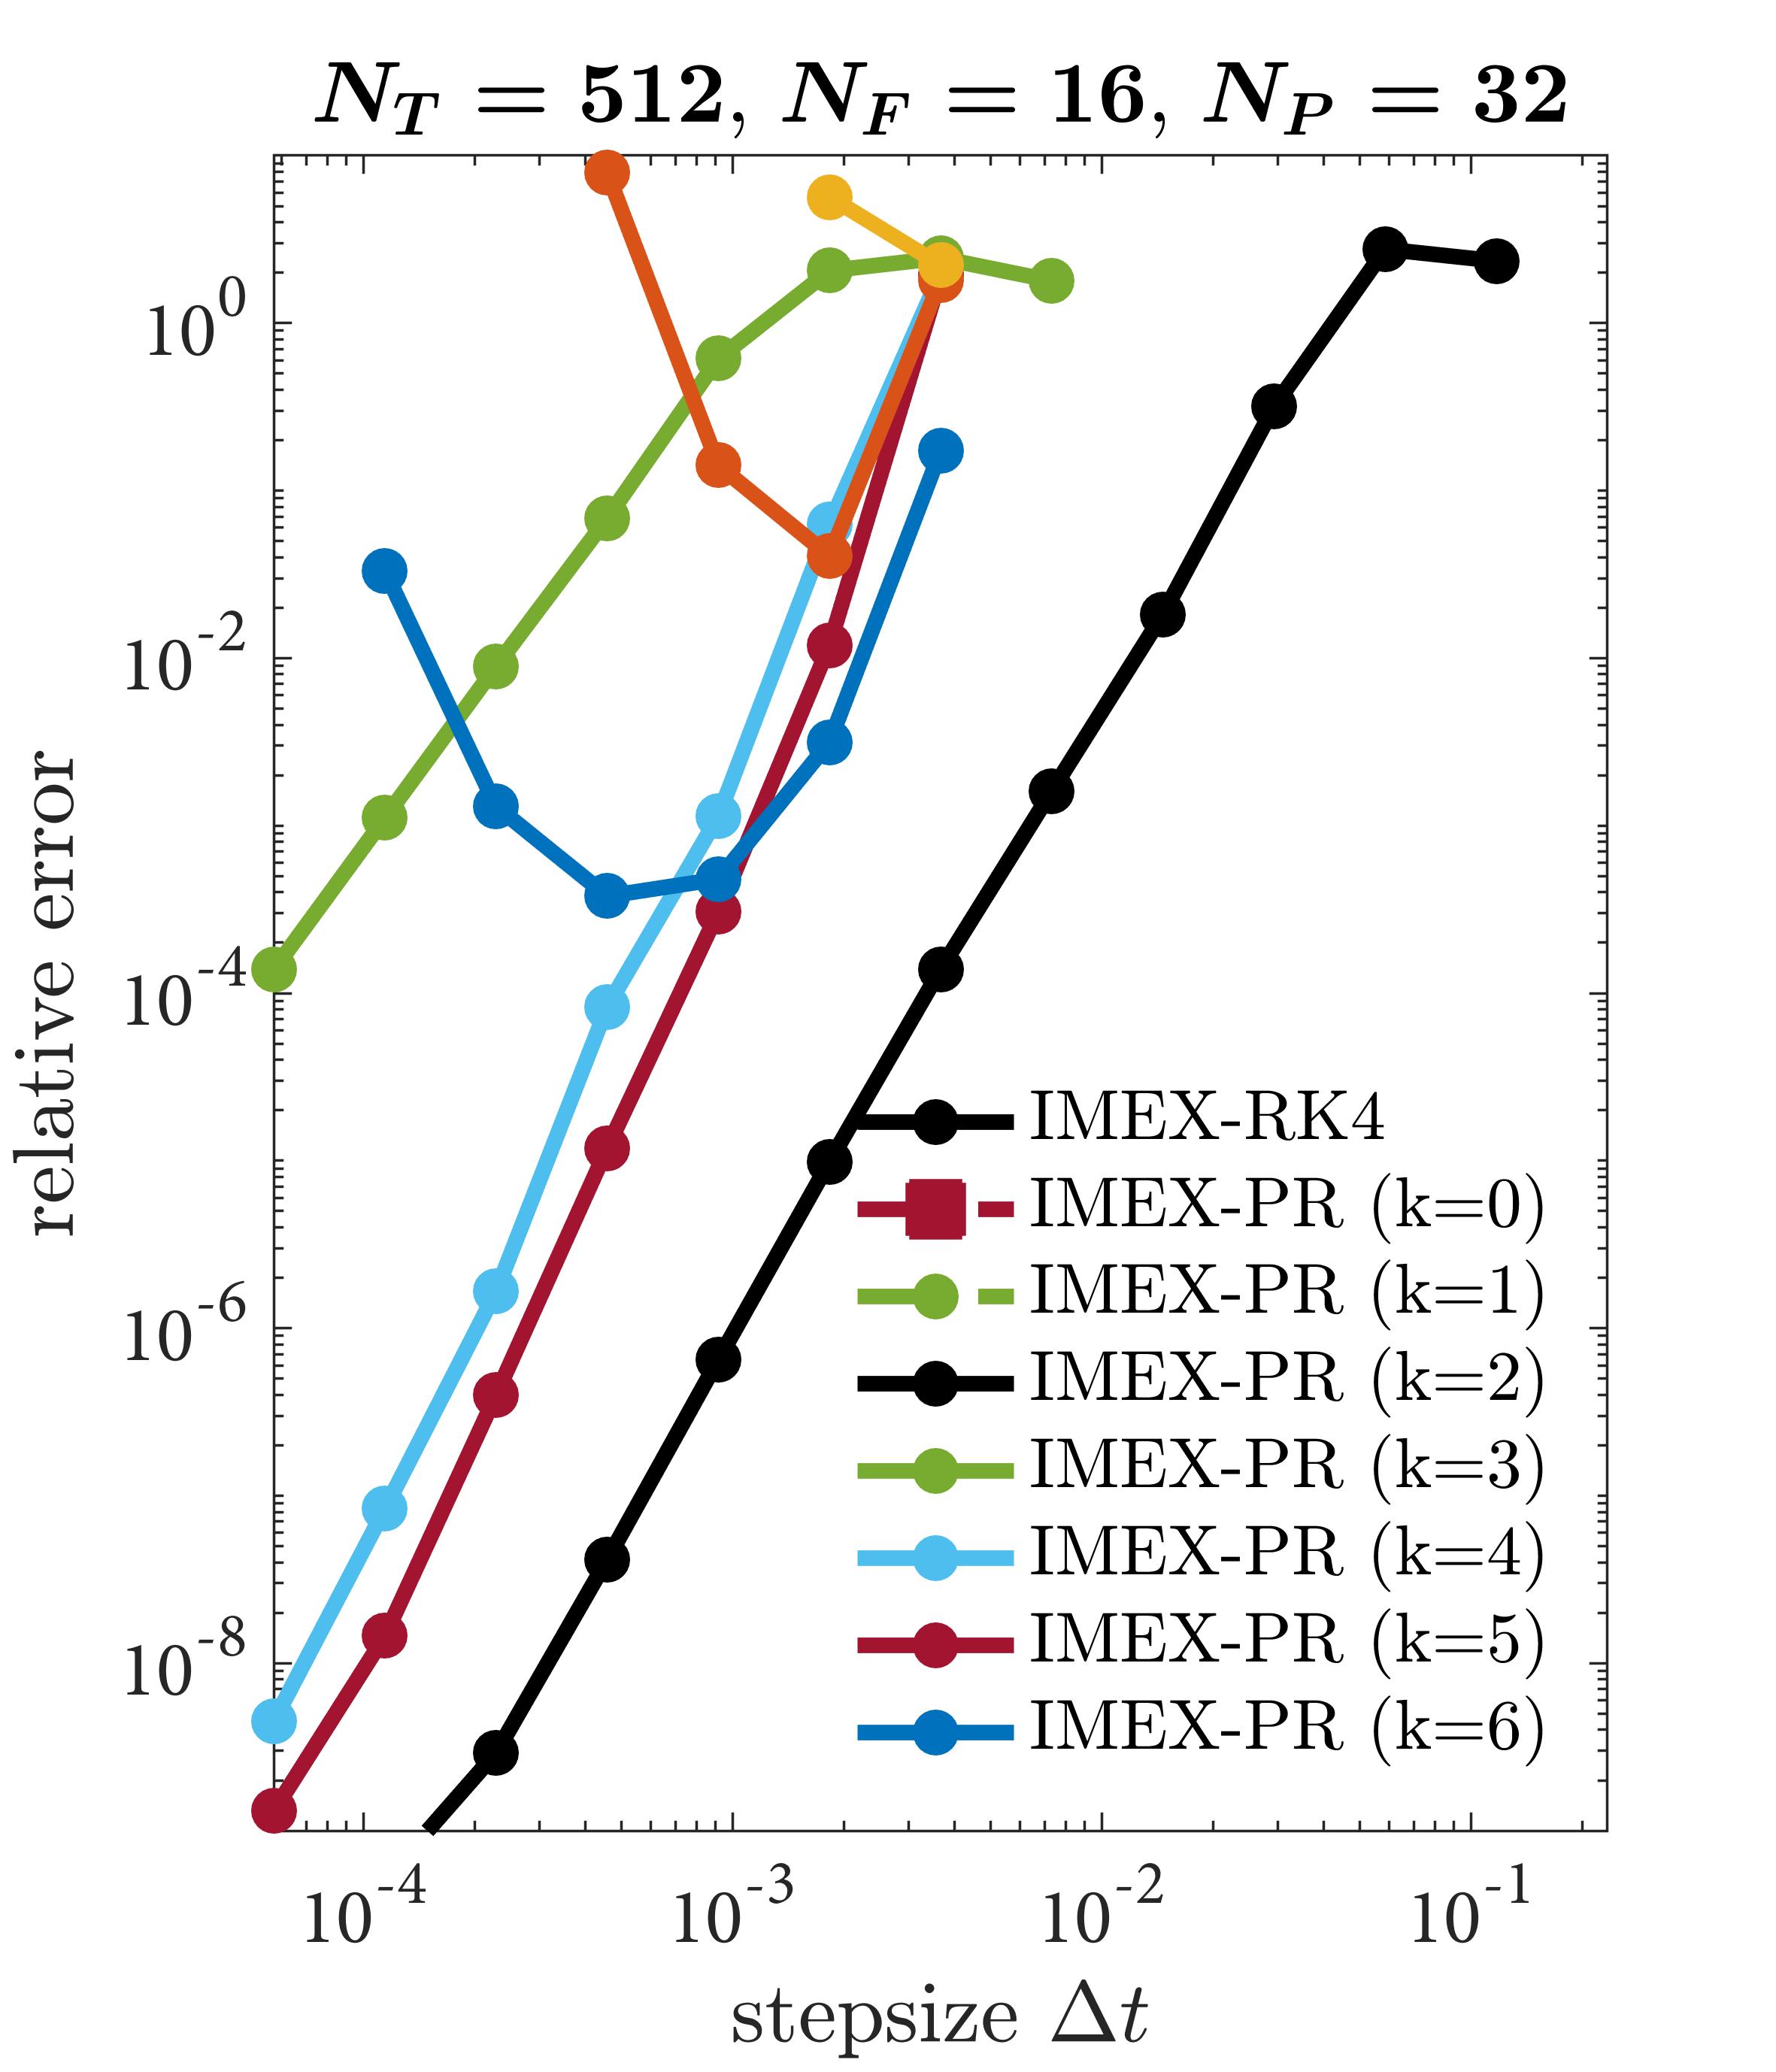 N_T = 512, N_F = 16, N_P = 32
relative error
10^0
10^-2
10^-4
10^-6
10^-8
IMEX-RK4
IMEX-PR (k=0)
IMEX-PR (k=1)
IMEX-PR (k=2)
IMEX-PR (k=3)
IMEX-PR (k=4)
IMEX-PR (k=5)
IMEX-PR (k=6)
10^-4 10^-3 10^-2 10^-1
stepsize Δt